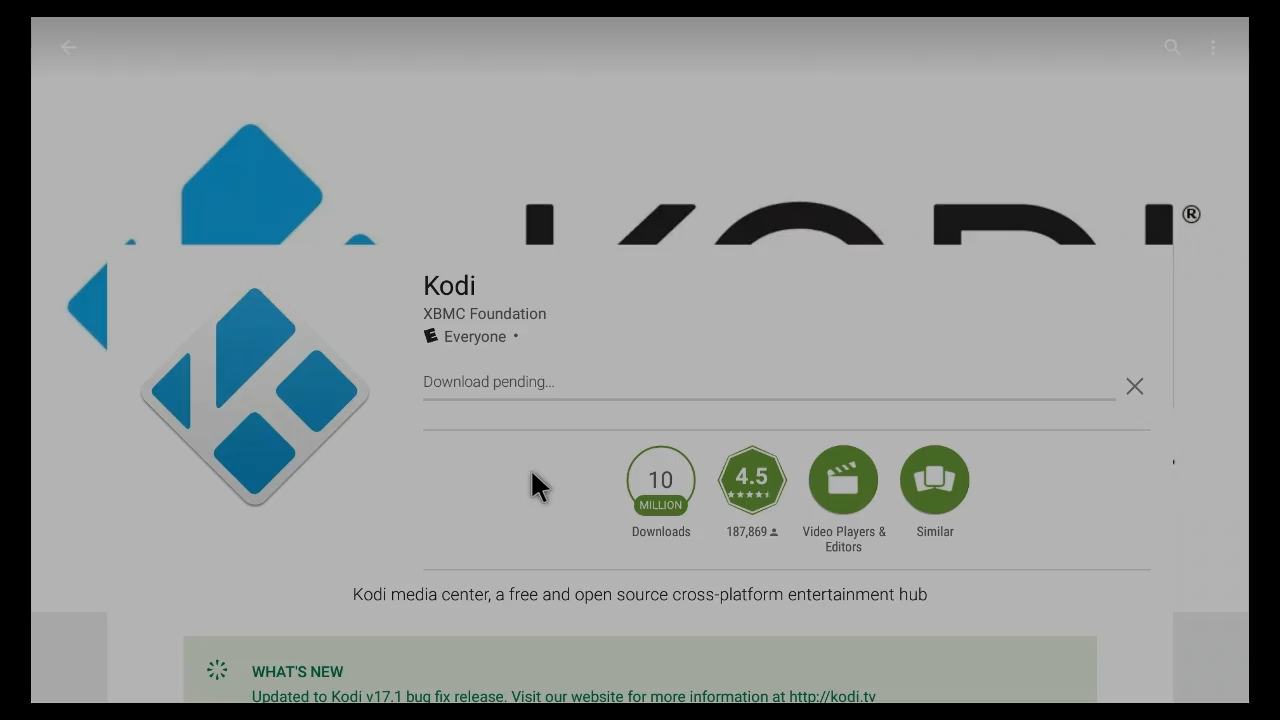 KODI®
Kodi
XBMC Foundation
E Everyone •
Download pending...
10
MILLION
Downloads
4.5
187,869
Video Players &
Editors
Similar
Kodi media center, a free and open source cross-platform entertainment hub
WHAT'S NEW
Updated to Kodi v17.1 bug fix release. Visit our website for more information at http://kodi.tv